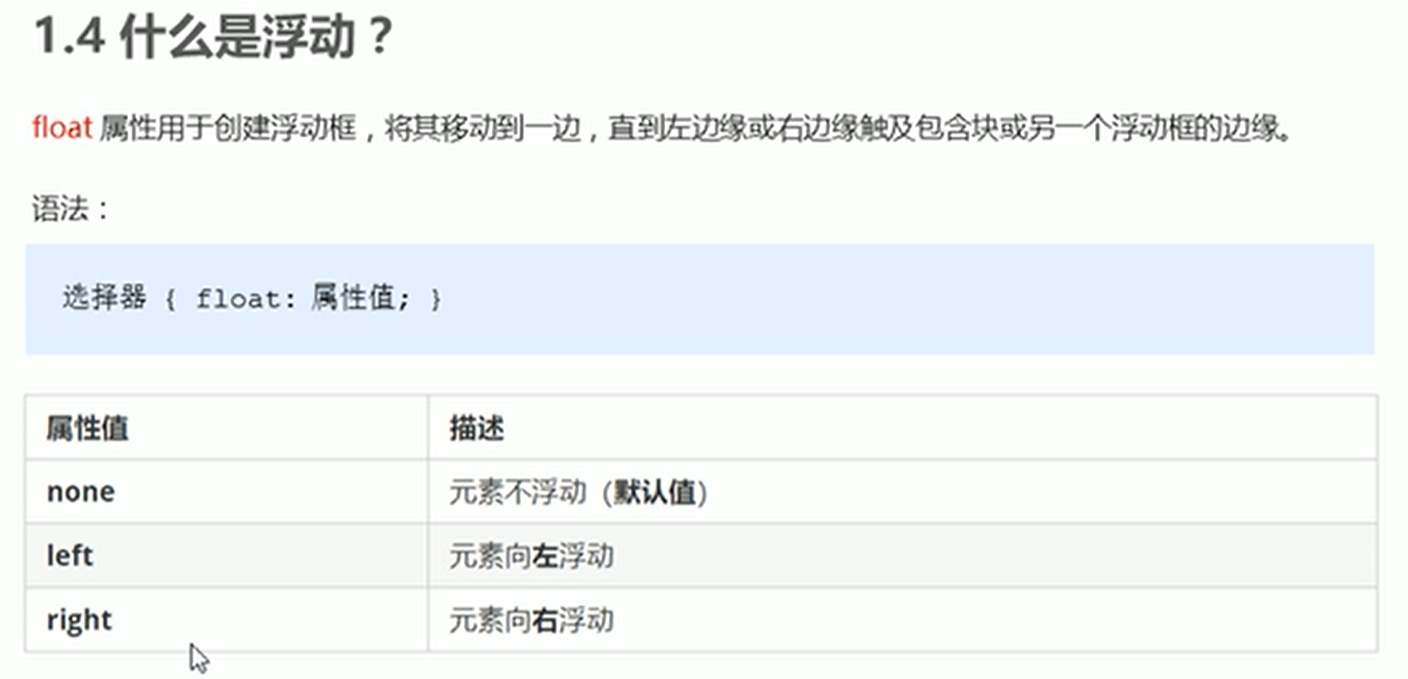 1.4 什么是浮动？
float 属性用于创建浮动框，将其移动到一边，直到左边缘或右边缘触及包含块或另一个浮动框的边缘。
语法：
选择器 { float: 属性值; }
属性值 描述
none 元素不浮动（默认值）
left 元素向左浮动
right 元素向右浮动